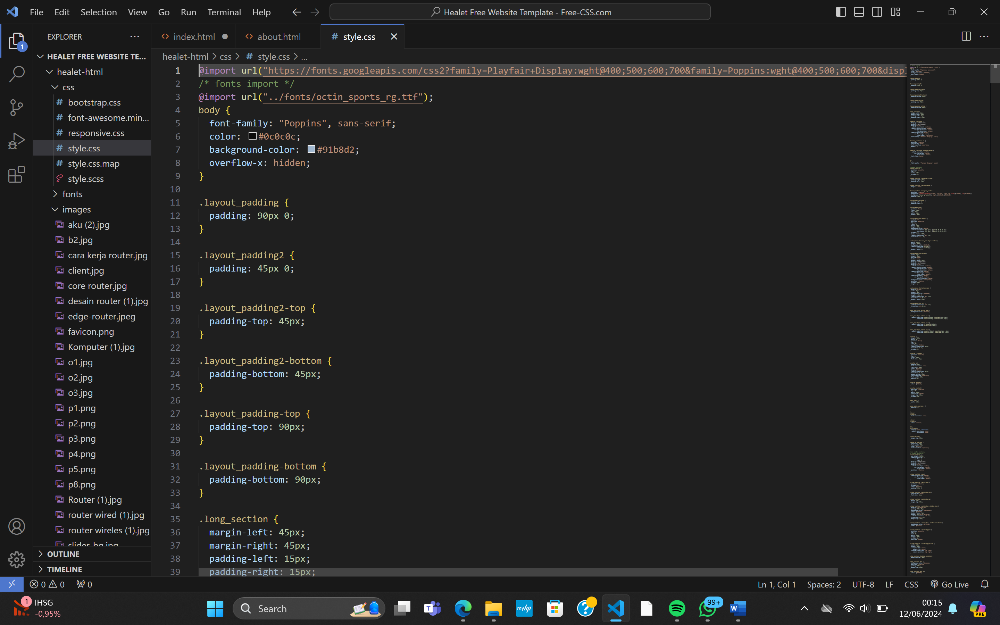 File Edit Selection View Go Run Terminal Help
Healet Free Website Template - Free-CSS.com
EXPLORER
index.html
about.html
# style.css
1
HEALET FREE WEBSITE TE...
healet-html
css
# bootstrap.css
# font-awesome.min...
# responsive.css
# style.css
# style.css.map
style.scss
fonts
images
aku (2).jpg
b2.jpg
cara kerja router.jpg
client.jpg
core router.jpg
desain router (1).jpg
edge-router.jpeg
favicon.png
Komputer (1).jpg
o1.jpg
o2.jpg
o3.jpg
p1.png
p2.png
p3.png
p4.png
p5.png
p8.png
Router (1).jpg
router wired (1).jpg
router wireles (1).jpg
slider-bg.jpg
OUTLINE
TIMELINE
healet-html > css > # style.css > ...
1 @import url("https://fonts.googleapis.com/css2?family=Playfair+Display:wght@400;500;600;700&family=Poppins:wght@400;500;600;700&displ
2 /* fonts import */
3 @import url("../fonts/octin_sports_rg.ttf");
4 body {
5 font-family: "Poppins", sans-serif;
6 color: #0c0c0c;
7 background-color: #91b8d2;
8 overflow-x: hidden;
9 }
10
11 .layout_padding {
12 padding: 90px 0;
13 }
14
15 .layout_padding2 {
16 padding: 45px 0;
17 }
18
19 .layout_padding2-top {
20 padding-top: 45px;
21 }
22
23 .layout_padding2-bottom {
24 padding-bottom: 45px;
25 }
26
27 .layout_padding-top {
28 padding-top: 90px;
29 }
30
31 .layout_padding-bottom {
32 padding-bottom: 90px;
33 }
34
35 .long_section {
36 margin-left: 45px;
37 margin-right: 45px;
38 padding-left: 15px;
39 padding-right: 15px;
0 0 0
Ln 1, Col 1 Spaces: 2 UTF-8 LF CSS Go Live
1
IHSG
-0,95%
Search
T
myhp
?
99+
W
00:15
12/06/2024
PRE